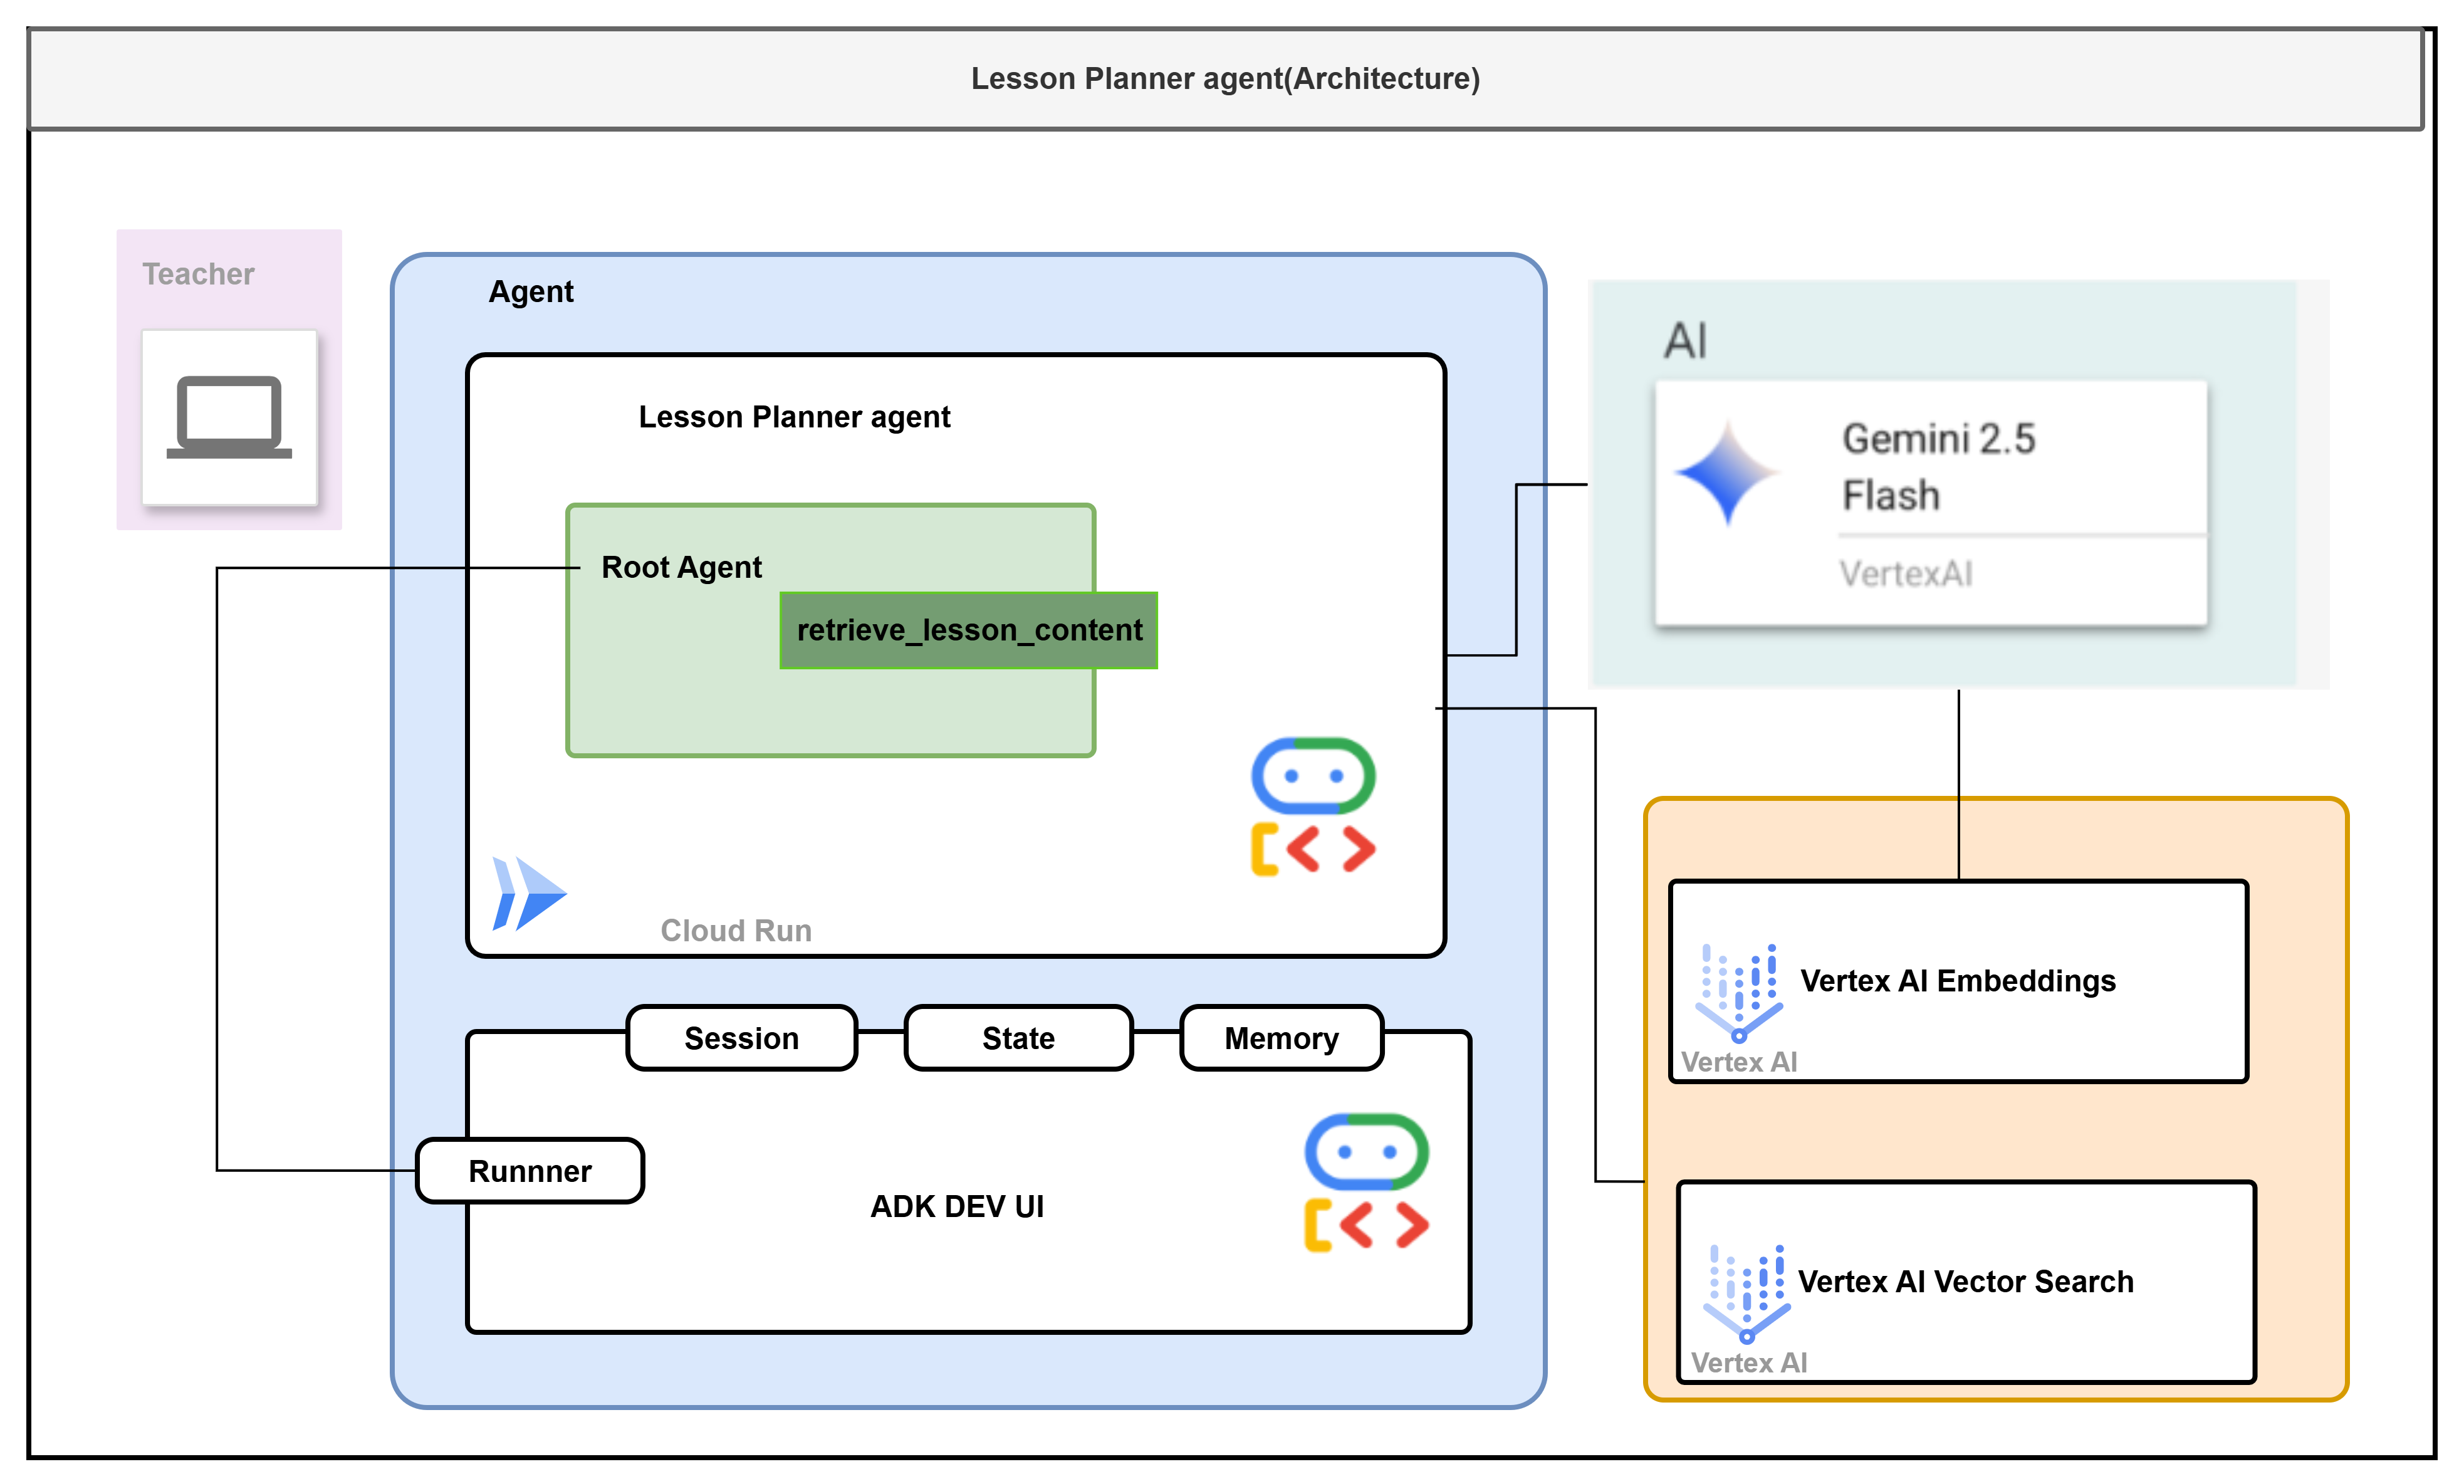 Lesson Planner agent(Architecture)
Teacher
Agent
Lesson Planner agent
Root Agent
retrieve_lesson_content
Cloud Run
AI
Gemini 2.5
Flash
VertexAI
Session
State
Memory
Runnner
ADK DEV UI
Vertex AI Embeddings
Vertex AI
Vertex AI Vector Search
Vertex AI